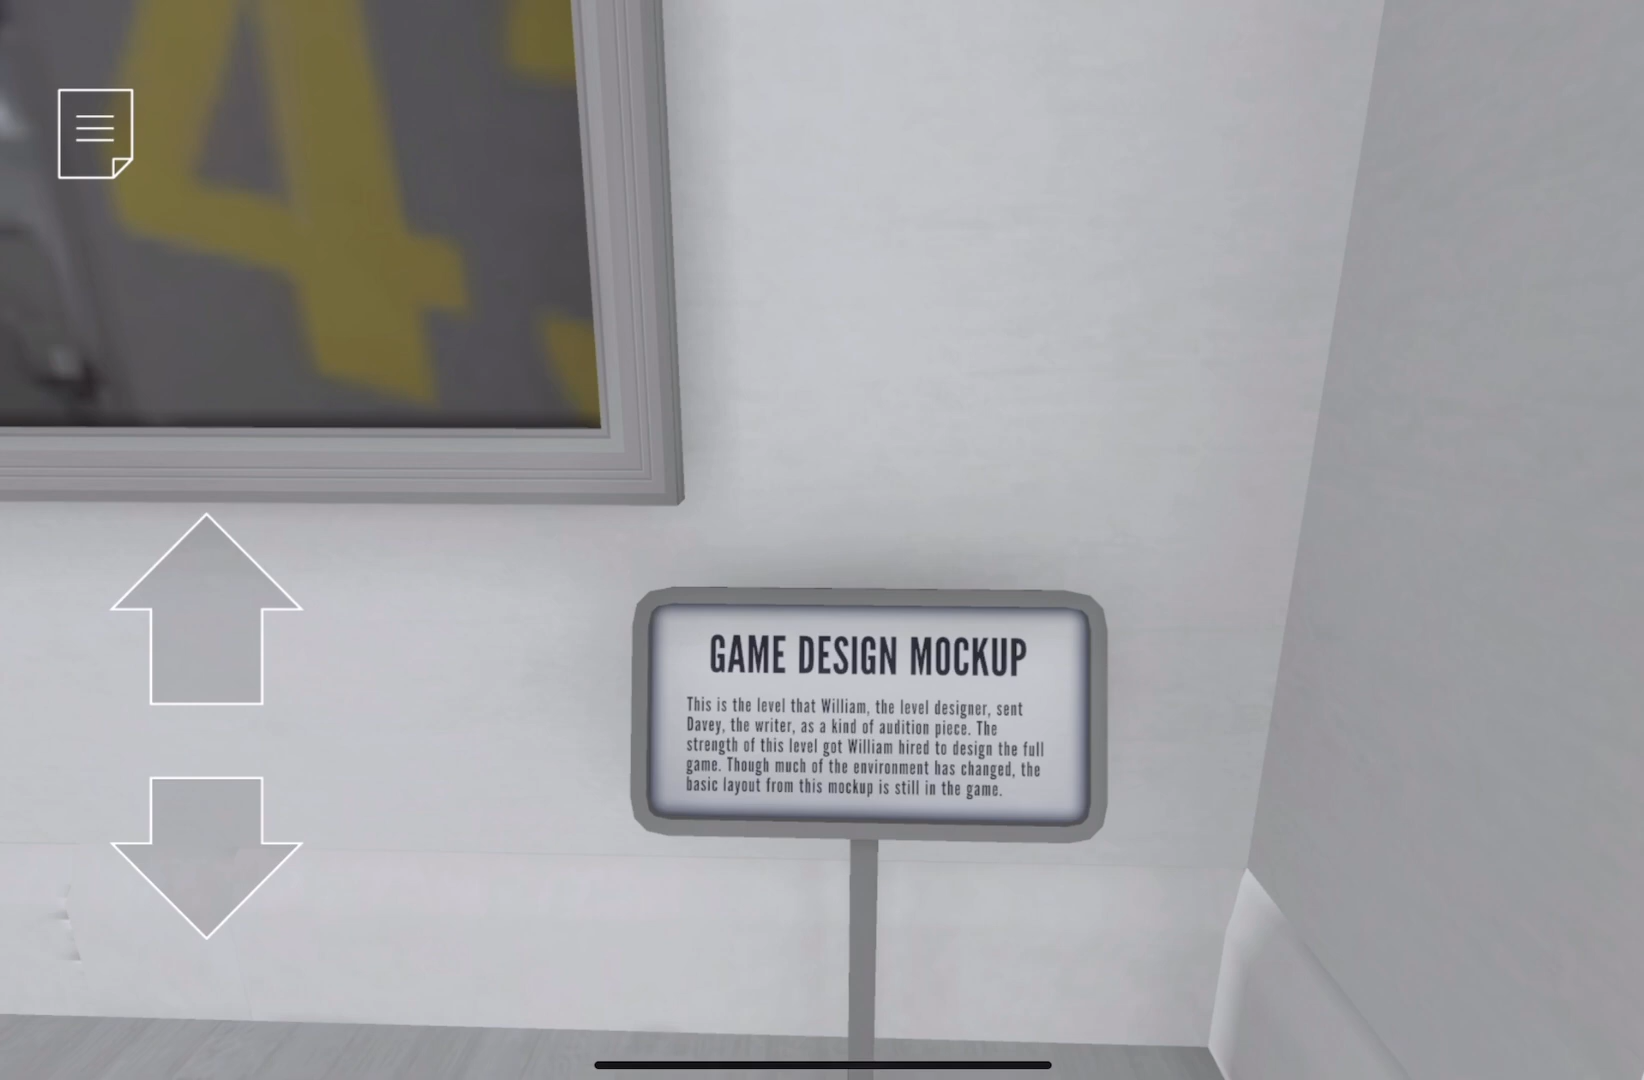 4
GAME DESIGN MOCKUP
This is the level that William, the level designer, sent
Davey, the writer, as a kind of audition piece. The
strength of this level got William hired to design the full
game. Though much of the environment has changed, the
basic layout from this mockup is still in the game.